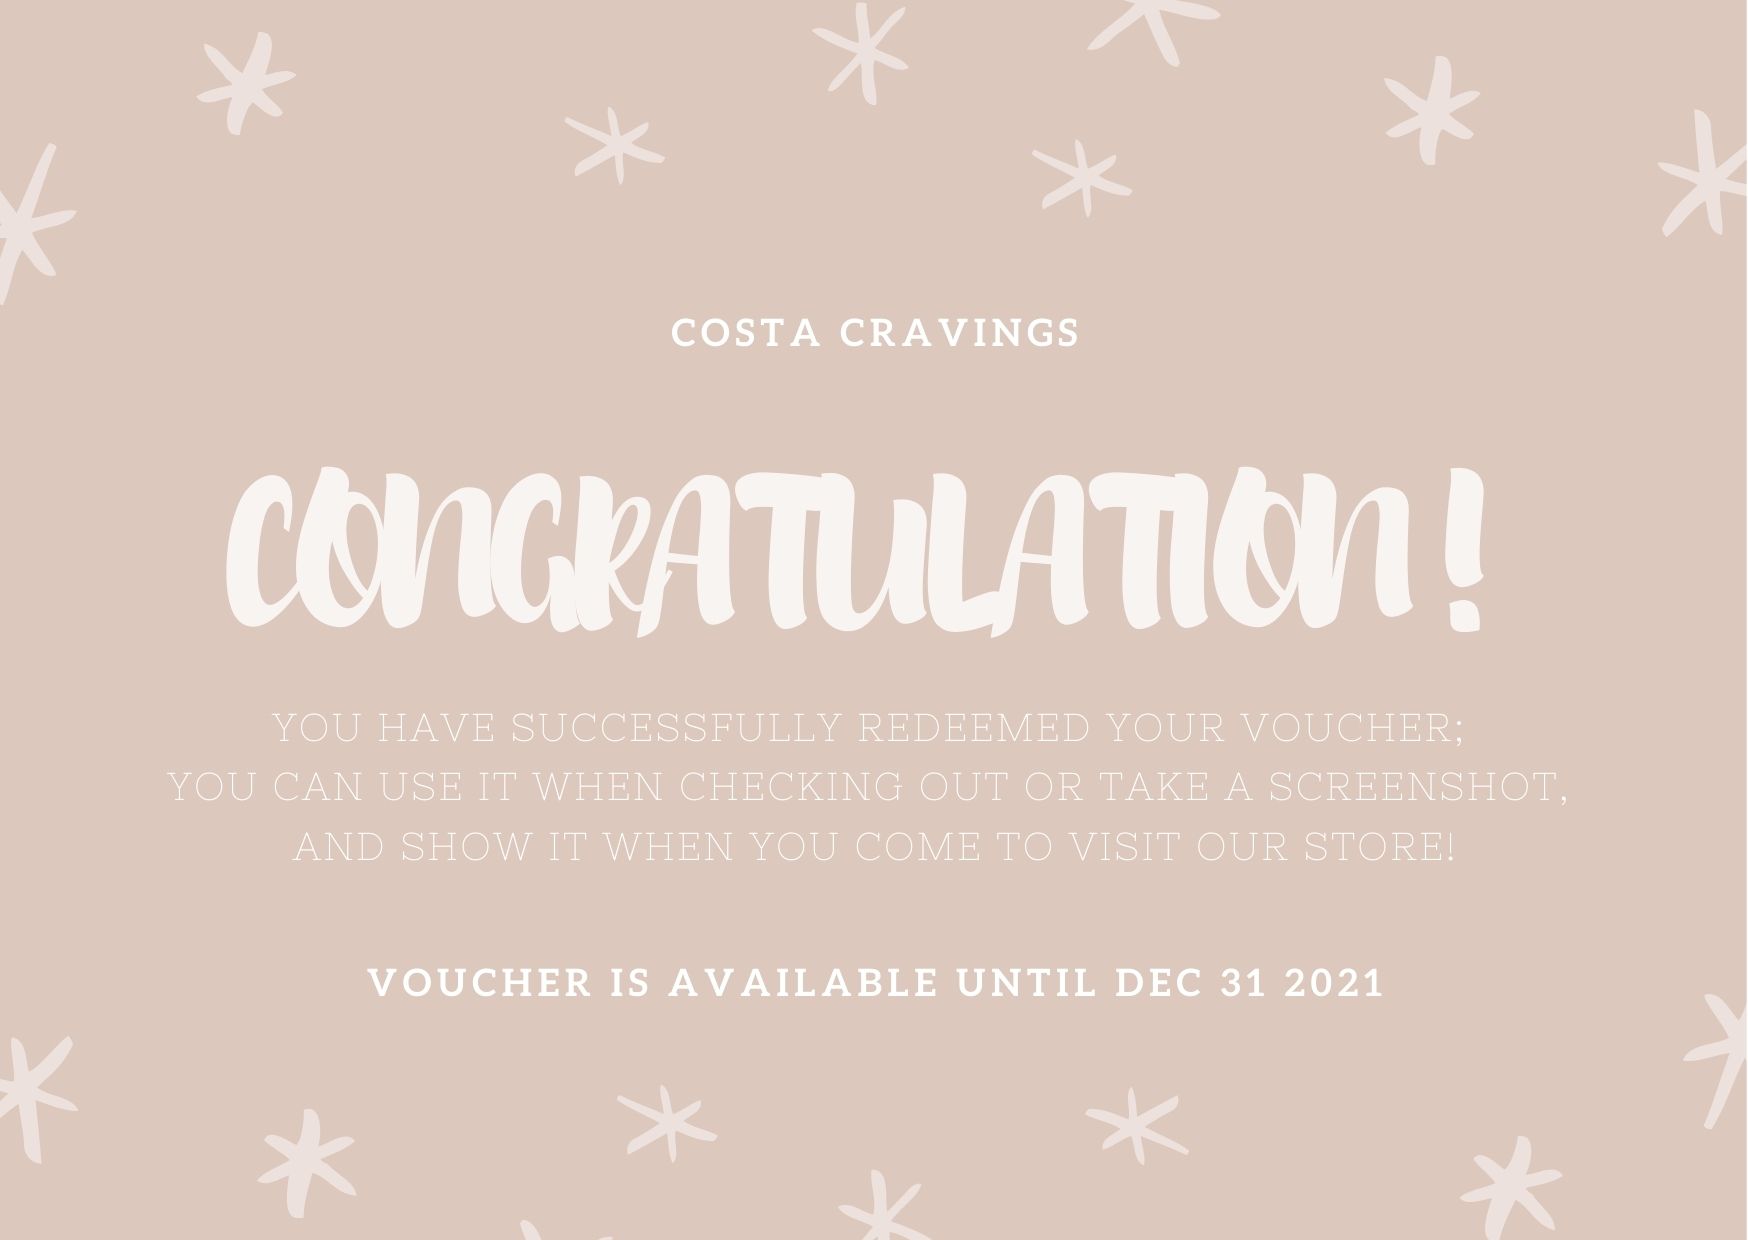 COSTA CRAVINGS
CONGRATULATION!
YOU HAVE SUCCESSFULLY REDEEMED YOUR VOUCHER;
YOU CAN USE IT WHEN CHECKING OUT OR TAKE A SCREENSHOT,
AND SHOW IT WHEN YOU COME TO VISIT OUR STORE!
VOUCHER IS AVAILABLE UNTIL DEC 31 2021